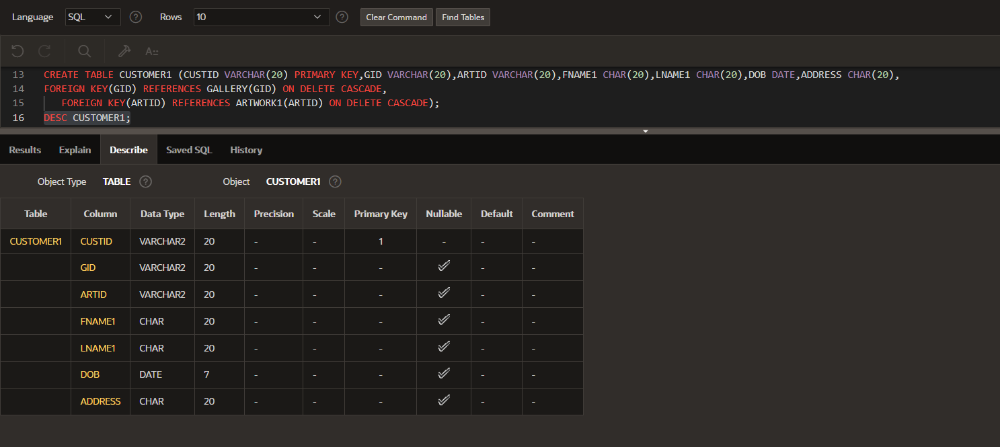 Language SQL ? Rows 10 ? Clear Command Find Tables
A::
13 CREATE TABLE CUSTOMER1 (CUSTID VARCHAR(20) PRIMARY KEY,GID VARCHAR(20),ARTID VARCHAR(20),FNAME1 CHAR(20),LNAME1 CHAR(20),DOB DATE,ADDRESS CHAR(20),
14 FOREIGN KEY(GID) REFERENCES GALLERY(GID) ON DELETE CASCADE,
15 FOREIGN KEY(ARTID) REFERENCES ARTWORK1(ARTID) ON DELETE CASCADE);
16 DESC CUSTOMER1;
Results Explain Describe Saved SQL History
Object Type TABLE ? Object CUSTOMER1 ?
Table Column Data Type Length Precision Scale Primary Key Nullable Default Comment
CUSTOMER1 CUSTID VARCHAR2 20 - - 1 - - -
GID VARCHAR2 20 - - - - -
ARTID VARCHAR2 20 - - - - -
FNAME1 CHAR 20 - - - - -
LNAME1 CHAR 20 - - - - -
DOB DATE 7 - - - - -
ADDRESS CHAR 20 - - - - -